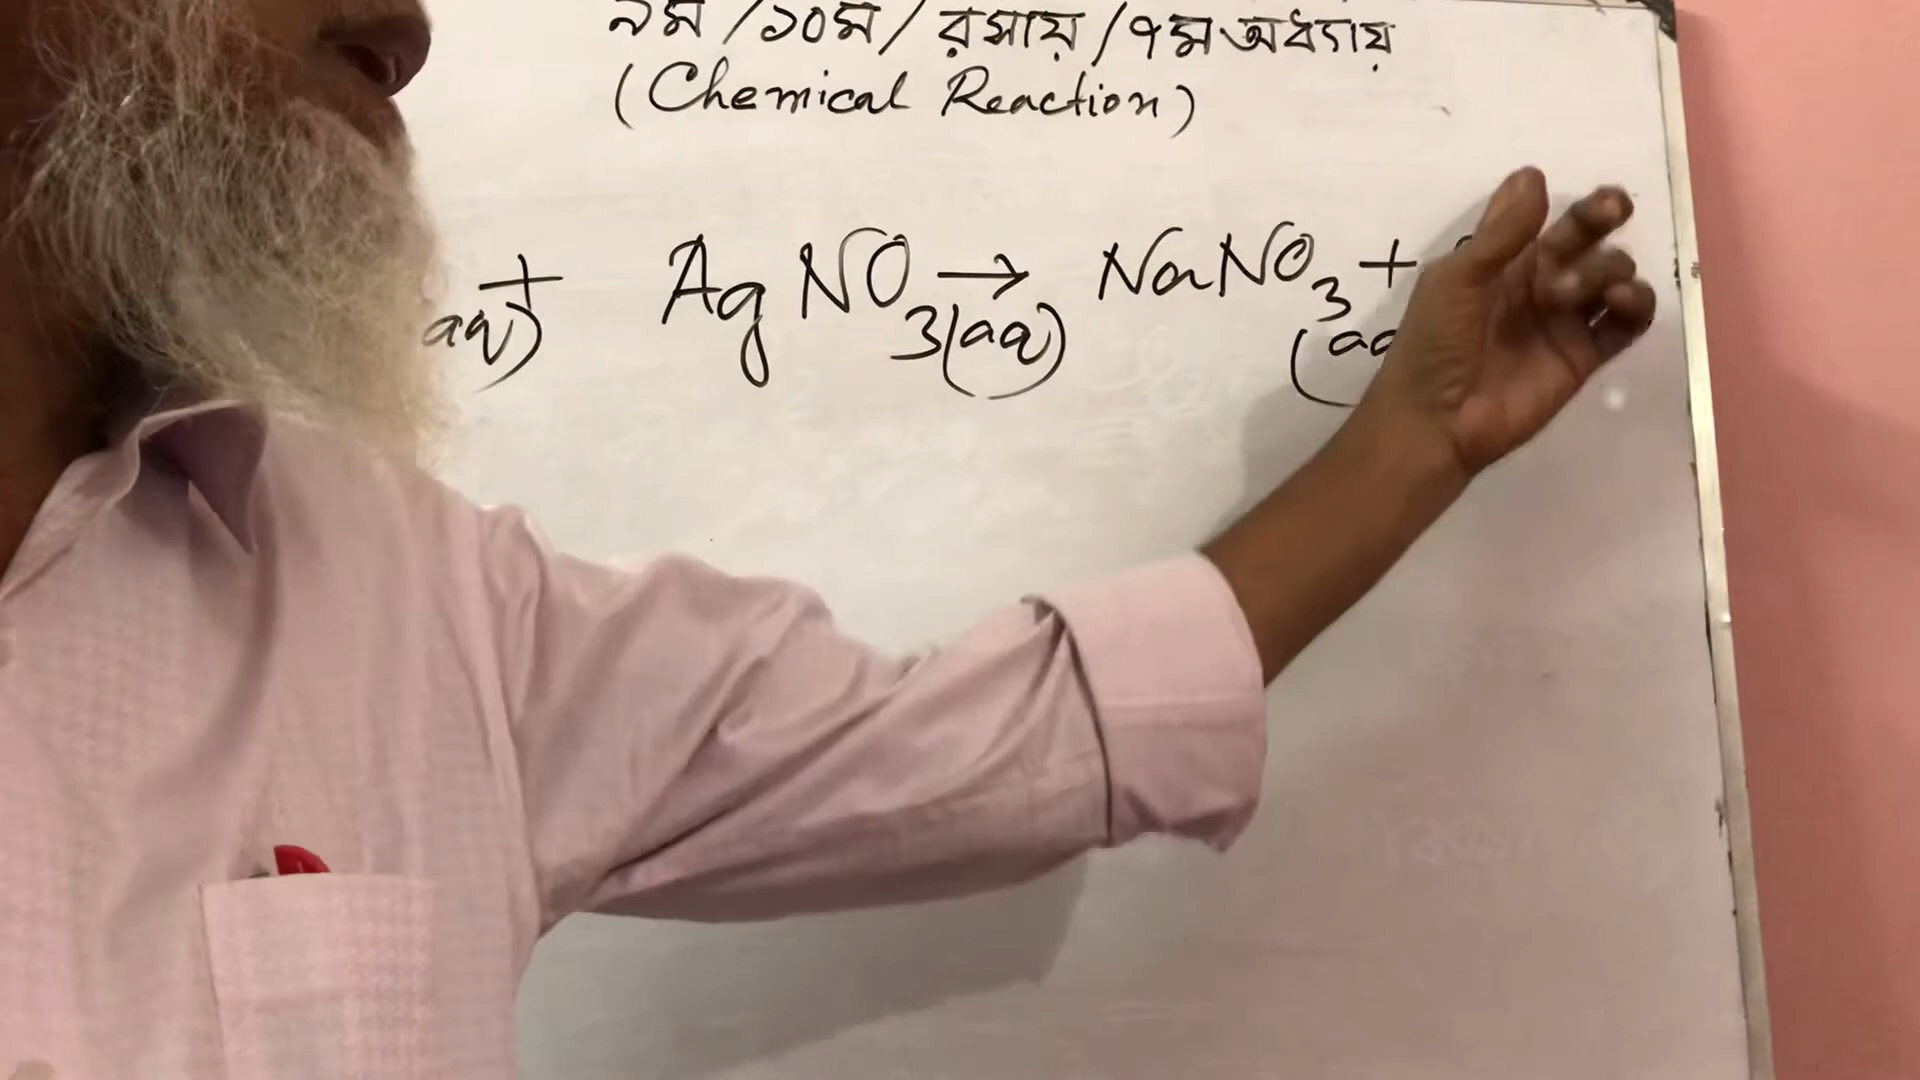 ৯ম /১০ম/ রসায় /৭ম অধ্যায়
(Chemical Reaction)
aq) + AgNO3(aq) → NaNO3 +
(aq